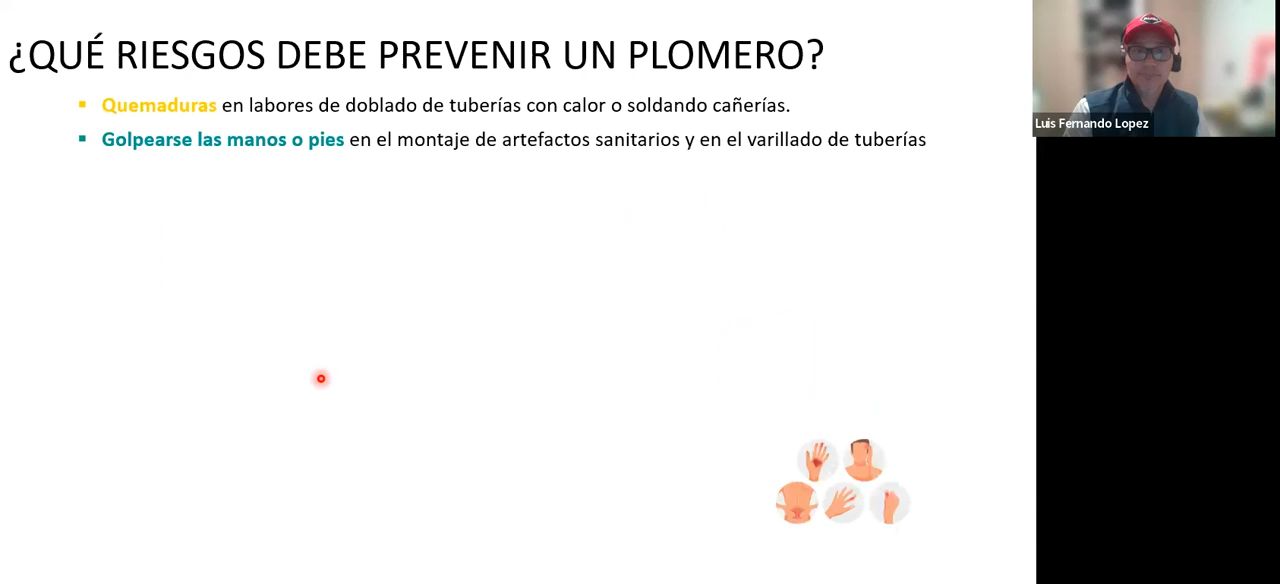 ¿QUÉ RIESGOS DEBE PREVENIR UN PLOMERO?
Quemaduras en labores de doblado de tuberías con calor o soldando cañerías.
Golpearse las manos o pies en el montaje de artefactos sanitarios y en el varillado de tuberías
Luis Fernando Lopez